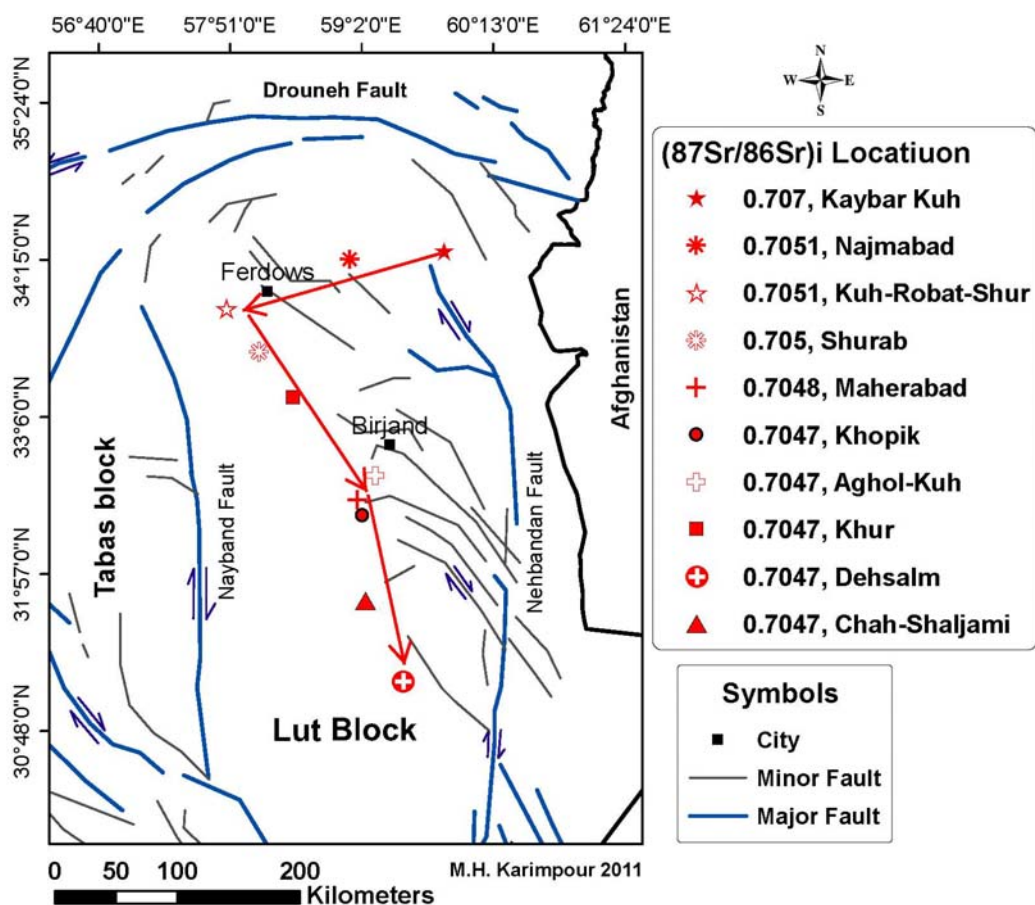 56°40'0"E 57°51'0"E 59°2'0"E 60°13'0"E 61°24'0"E
35°24'0"N
34°15'0"N
33°6'0"N
31°57'0"N
30°48'0"N
Drouneh Fault
Ferdows
Birjand
Tabas block
Nayband Fault
Nehbandan Fault
Afghanistan
Lut Block
M.H. Karimpour 2011
0 50 100 200
Kilometers
N
W E
S
(87Sr/86Sr)i Locatiuon
0.707, Kaybar Kuh
0.7051, Najmabad
0.7051, Kuh-Robat-Shur
0.705, Shurab
0.7048, Maherabad
0.7047, Khopik
0.7047, Aghol-Kuh
0.7047, Khur
0.7047, Dehsalm
0.7047, Chah-Shaljami
Symbols
City
Minor Fault
Major Fault